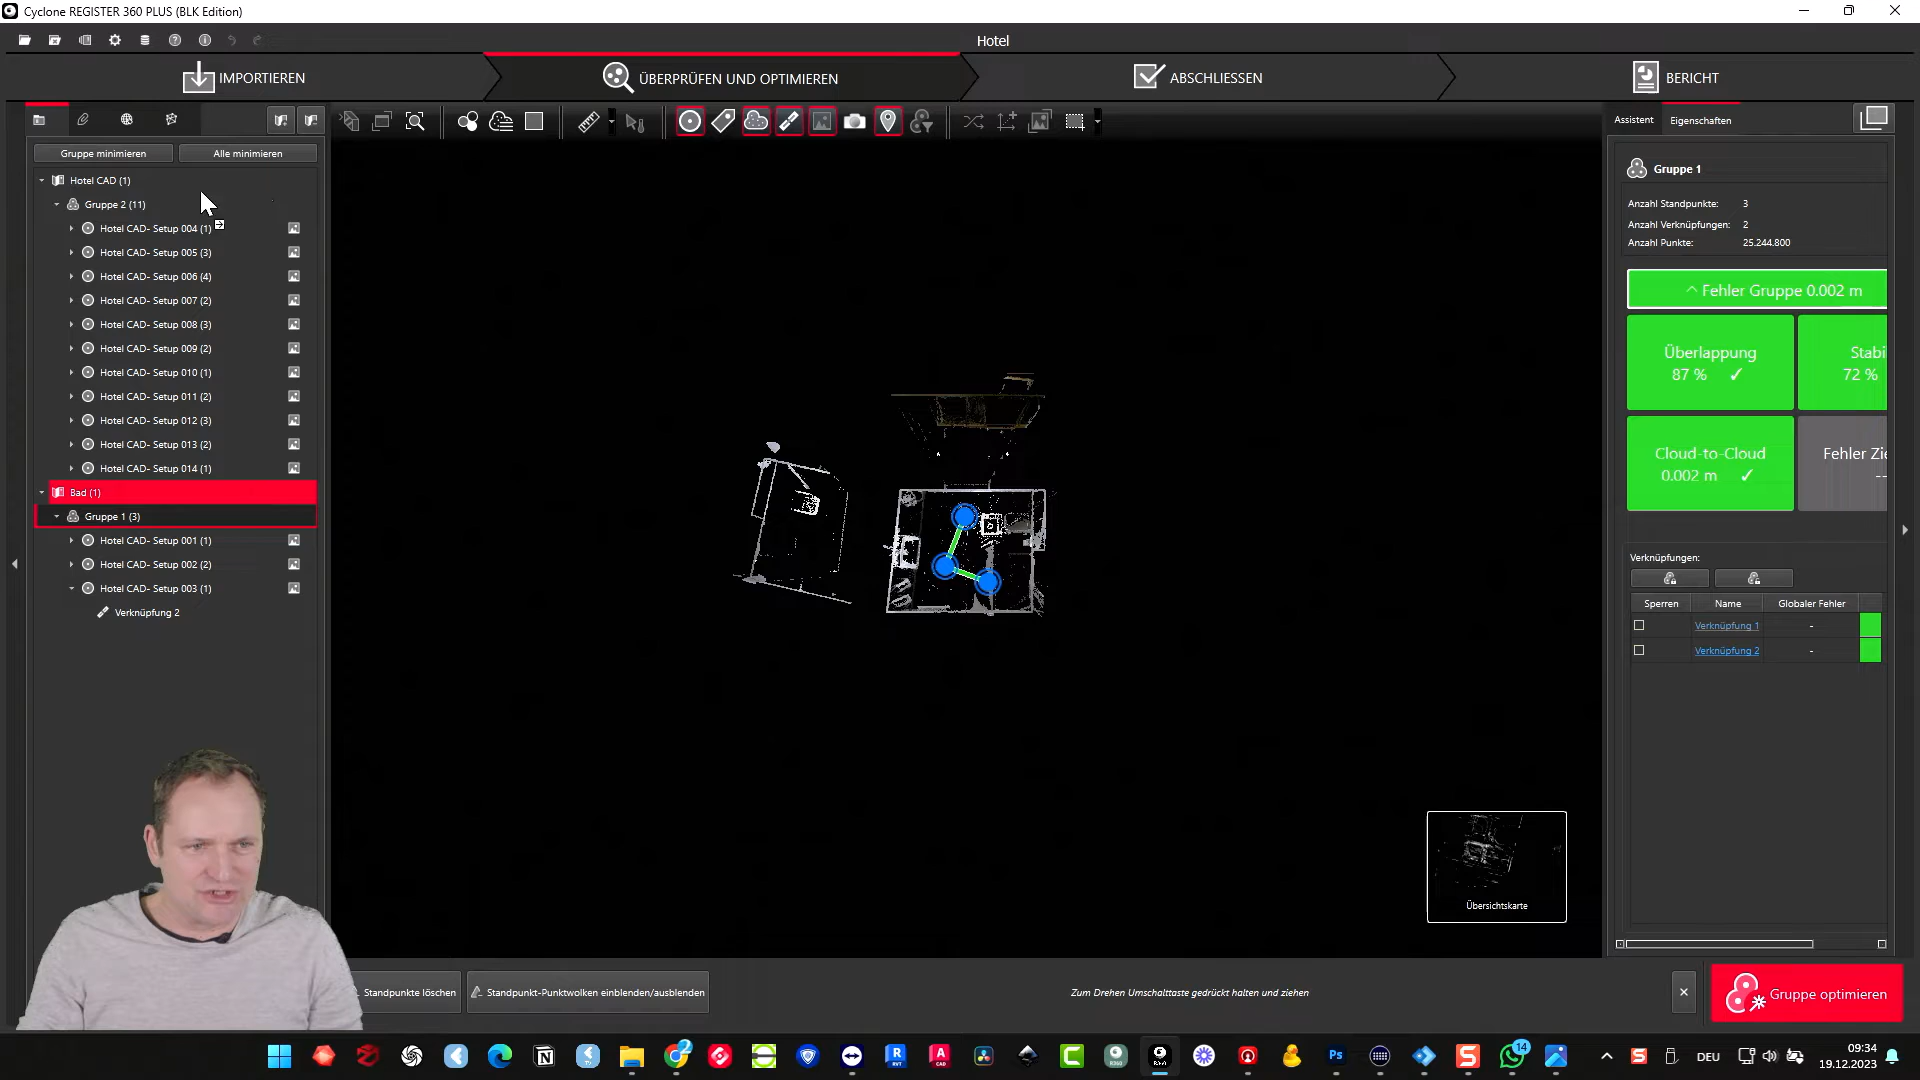 Cyclone REGISTER 360 PLUS (BLK Edition)
Hotel
IMPORTIEREN
ÜBERPRÜFEN UND OPTIMIEREN
ABSCHLIESSEN
BERICHT
Assistent
Eigenschaften
Gruppe minimieren
Alle minimieren
Hotel CAD (1)
Gruppe 2 (11)
Hotel CAD- Setup 004 (1)
Hotel CAD- Setup 005 (3)
Hotel CAD- Setup 006 (4)
Hotel CAD- Setup 007 (2)
Hotel CAD- Setup 008 (3)
Hotel CAD- Setup 009 (2)
Hotel CAD- Setup 010 (1)
Hotel CAD- Setup 011 (2)
Hotel CAD- Setup 012 (3)
Hotel CAD- Setup 013 (2)
Hotel CAD- Setup 014 (1)
Bad (1)
Gruppe 1 (3)
Hotel CAD- Setup 001 (1)
Hotel CAD- Setup 002 (2)
Hotel CAD- Setup 003 (1)
Verknüpfung 2
Gruppe 1
Anzahl Standpunkte: 3
Anzahl Verknüpfungen: 2
Anzahl Punkte: 25.244.800
Fehler Gruppe 0.002 m
Überlappung
87 %
Stabi
72 %
Cloud-to-Cloud
0.002 m
Fehler Zie
--
Verknüpfungen:
Sperren Name Globaler Fehler
Verknüpfung 1 -
Verknüpfung 2 -
Übersichtskarte
Standpunkte löschen
Standpunkt-Punktwolken einblenden/ausblenden
Zum Drehen Umschalttaste gedrückt halten und ziehen
Gruppe optimieren
2
14
DEU
09:34
19.12.2023